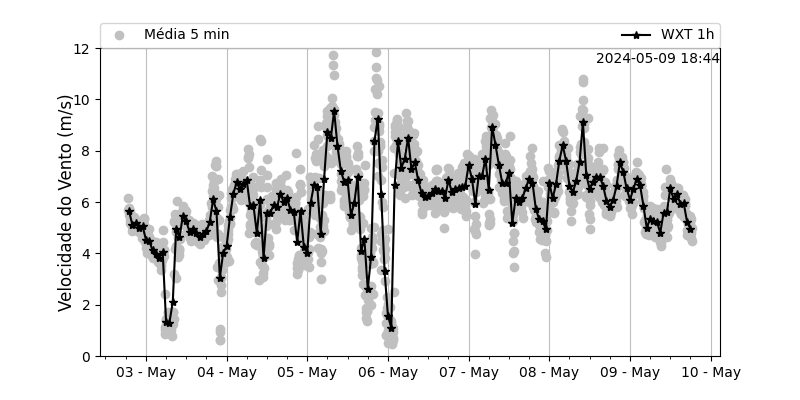 Média 5 min
WXT 1h
2024-05-09 18:44
Velocidade do Vento (m/s)
12
10
8
6
4
2
0
03 - May
04 - May
05 - May
06 - May
07 - May
08 - May
09 - May
10 - May